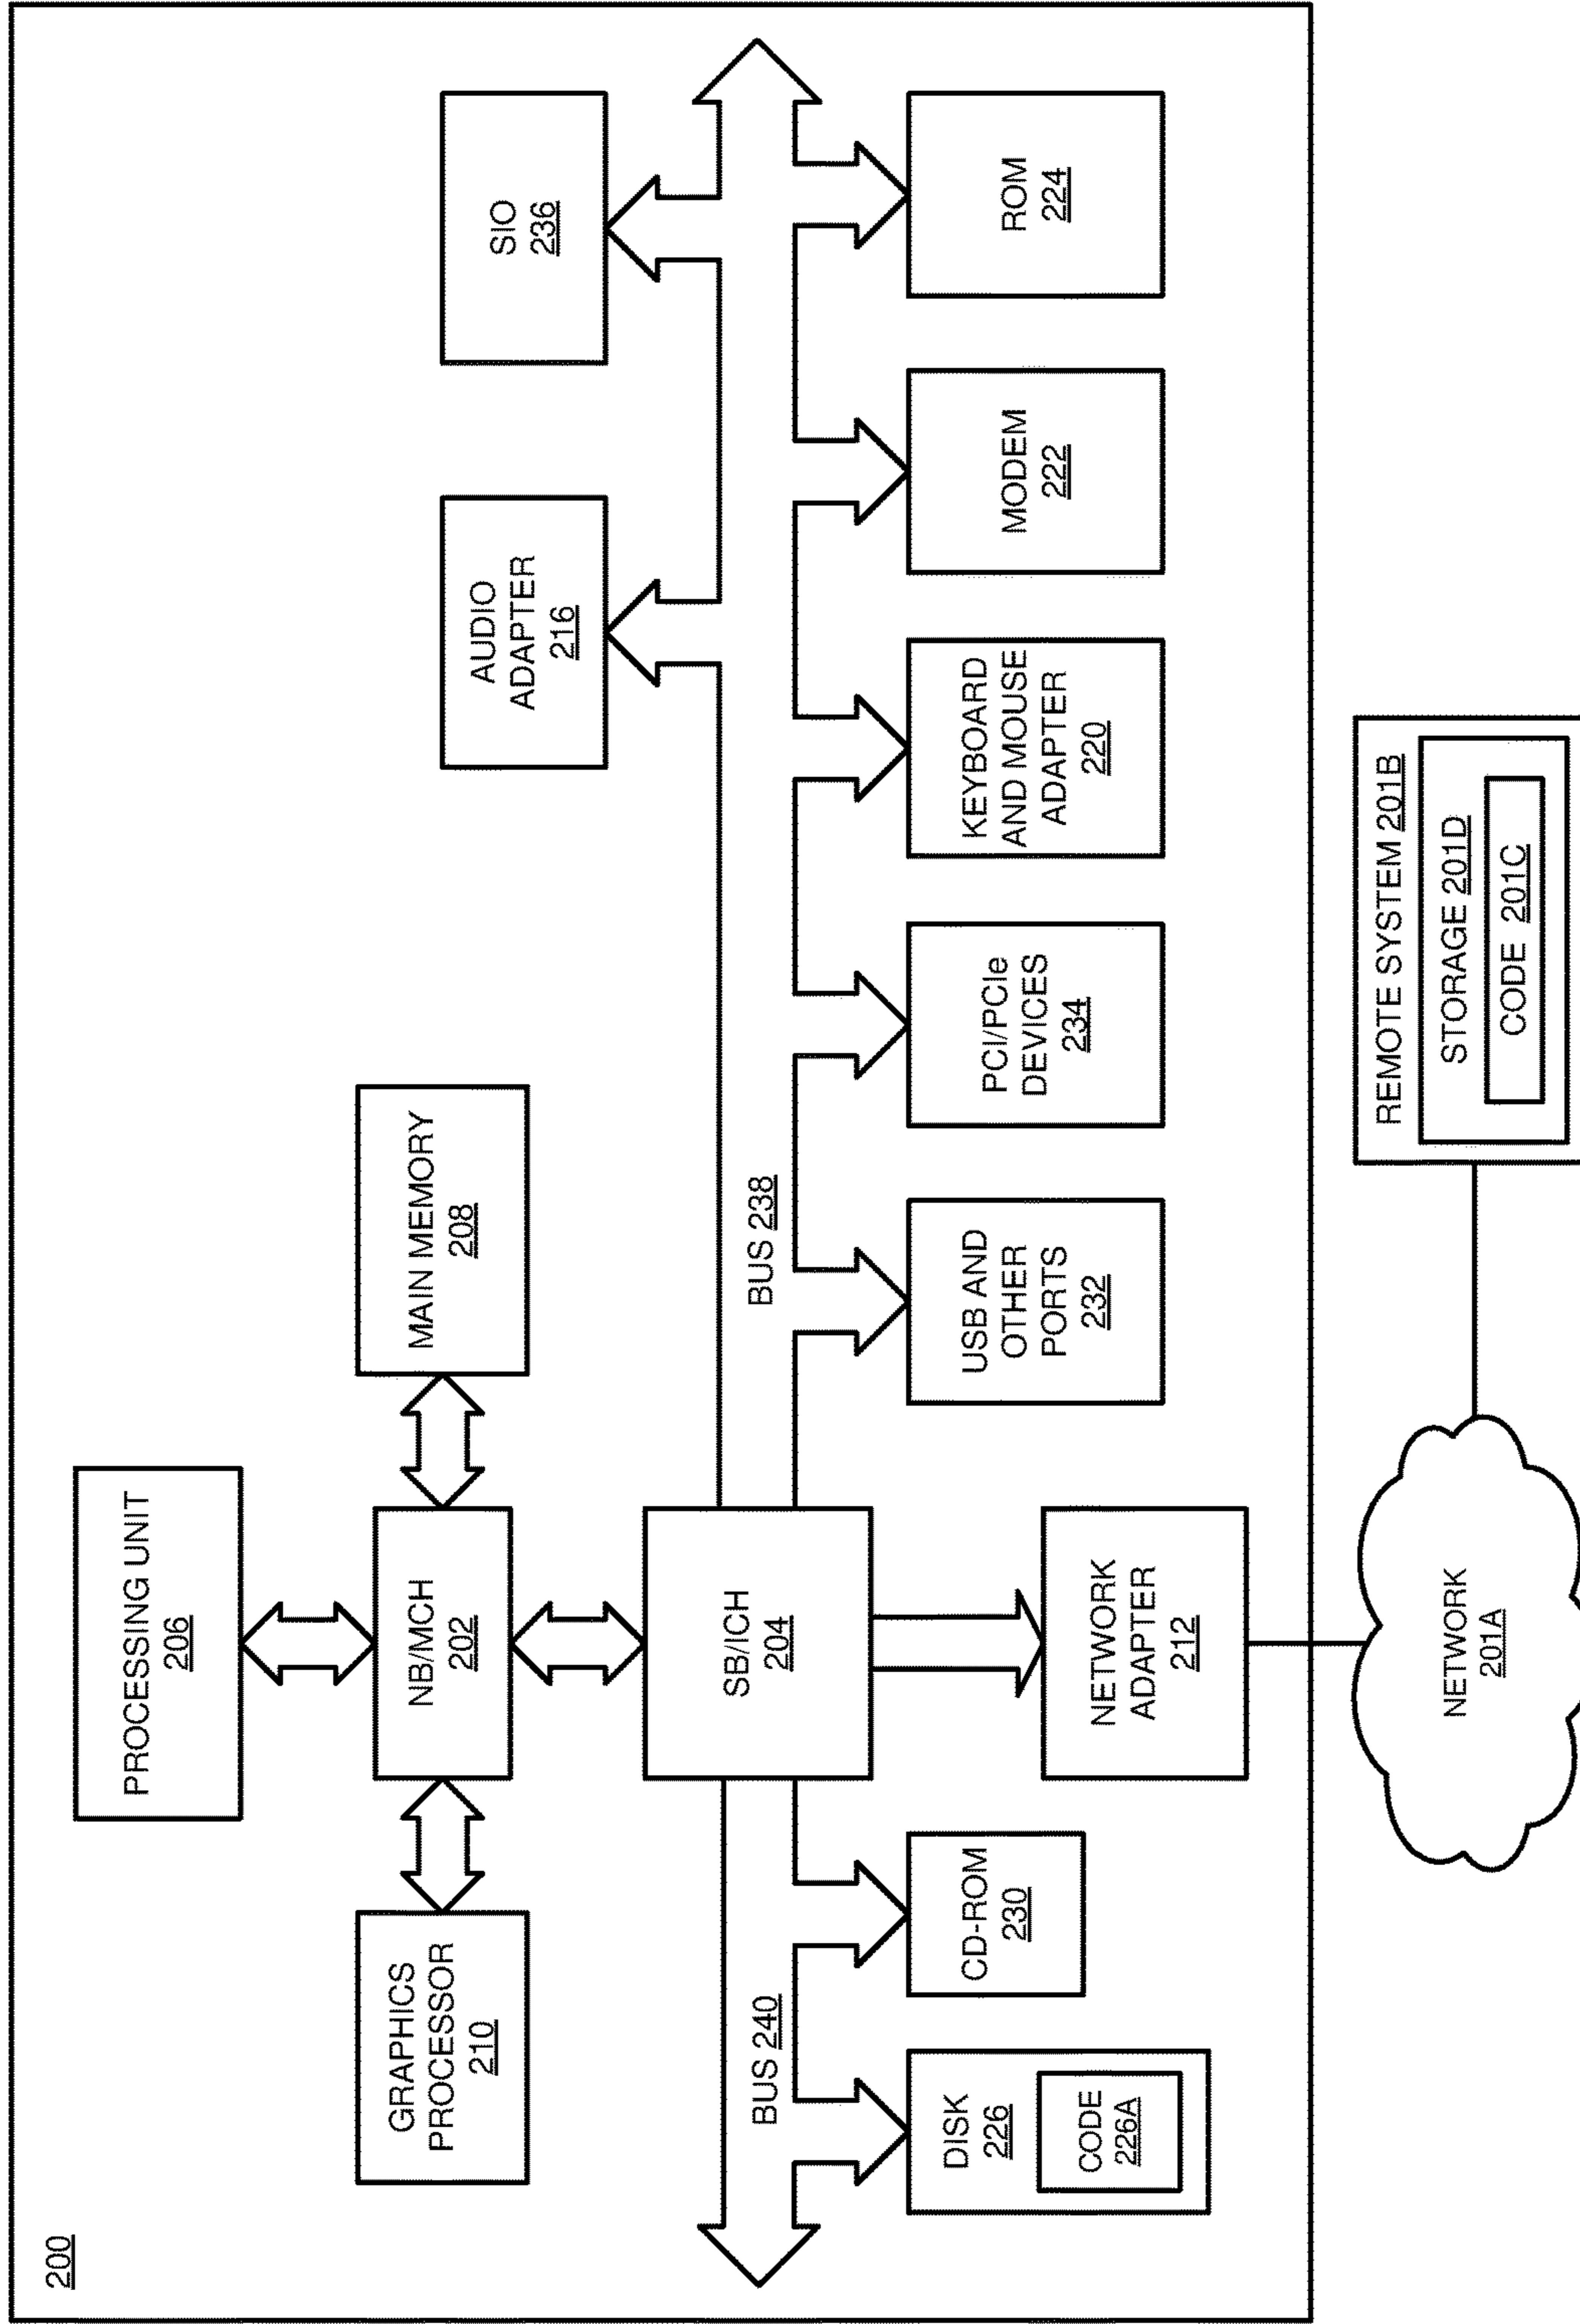 200
PROCESSING UNIT
206
GRAPHICS
PROCESSOR
210
NB/MCH
202
MAIN MEMORY
208
AUDIO
ADAPTER
216
SIO
236
SB/ICH
204
BUS 240
BUS 238
DISK
226
CODE
226A
CD-ROM
230
NETWORK
ADAPTER
212
USB AND
OTHER
PORTS
232
PCI/PCIe
DEVICES
234
KEYBOARD
AND MOUSE
ADAPTER
220
MODEM
222
ROM
224
NETWORK
201A
REMOTE SYSTEM 201B
STORAGE 201D
CODE 201C